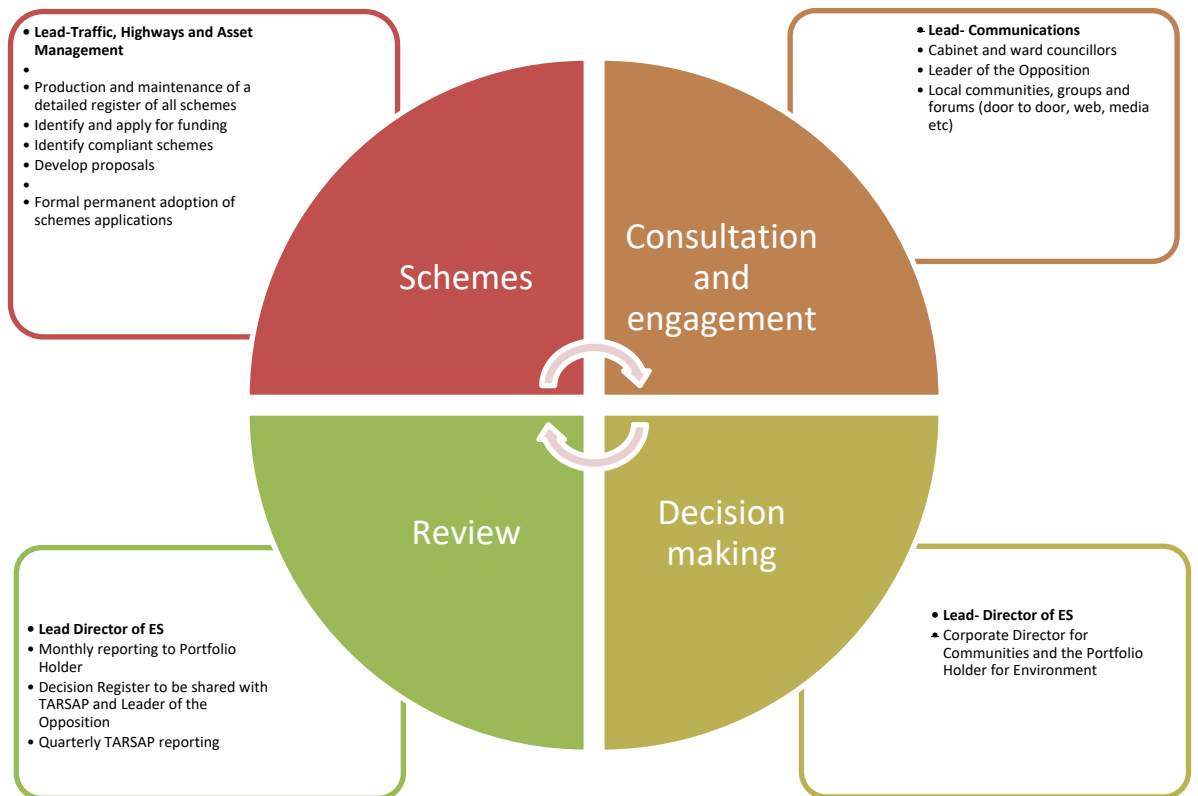 • Lead-Traffic, Highways and Asset
Management
•
• Production and maintenance of a
detailed register of all schemes
• Identify and apply for funding
• Identify compliant schemes
• Develop proposals
•
• Formal permanent adoption of
schemes applications
• Lead- Communications
• Cabinet and ward councillors
• Leader of the Opposition
• Local communities, groups and
forums (door to door, web, media
etc)
Schemes
Consultation
and
engagement
Review
Decision
making
• Lead Director of ES
• Monthly reporting to Portfolio
Holder
• Decision Register to be shared with
TARSAP and Leader of the
Opposition
• Quarterly TARSAP reporting
• Lead- Director of ES
• Corporate Director for
Communities and the Portfolio
Holder for Environment